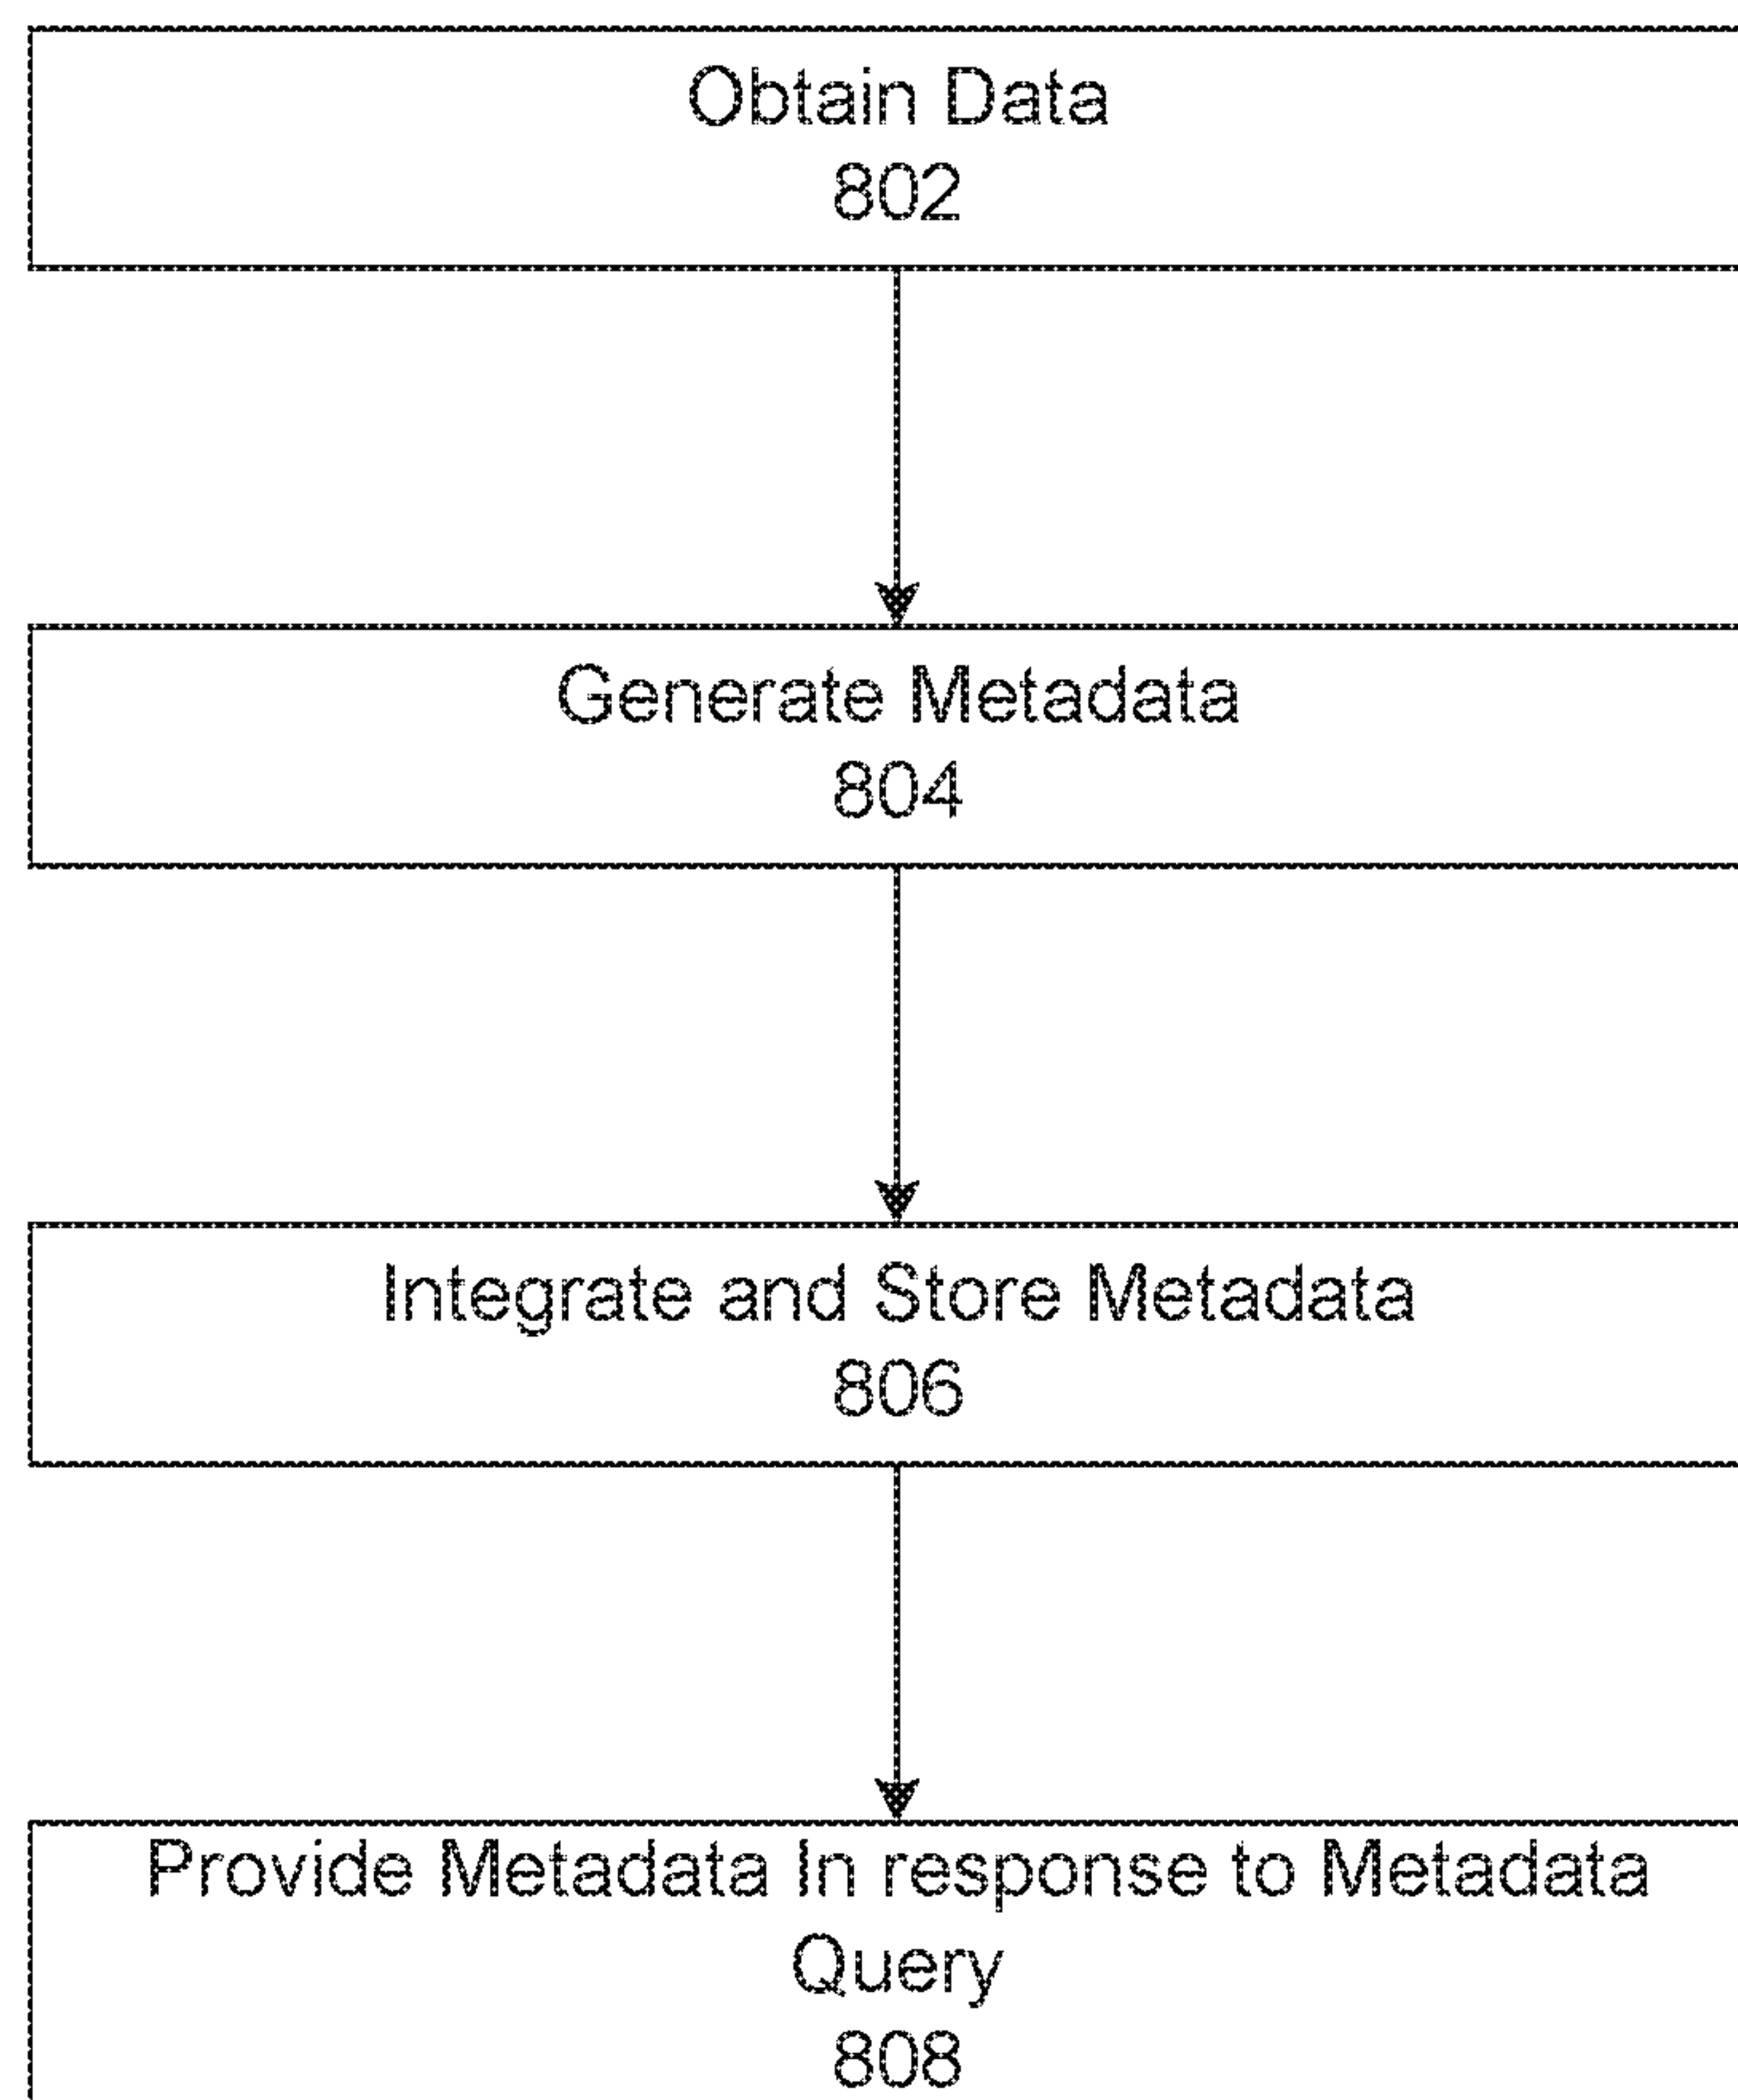 Obtain Data
802
Generate Metadata
804
Integrate and Store Metadata
806
Provide Metadata In response to Metadata
Query
808